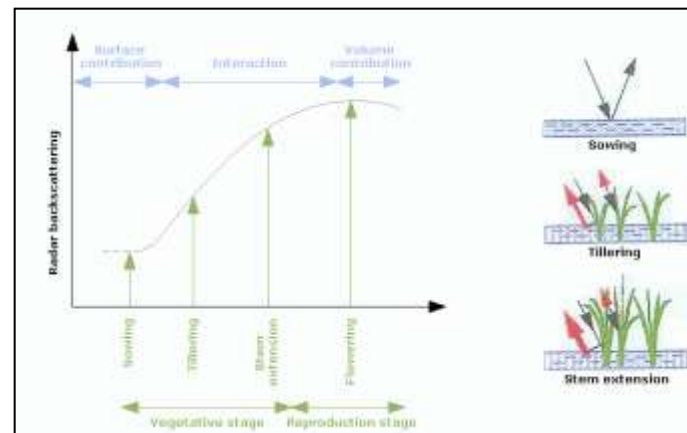 Surface
contribution
Interaction
Volume
contribution
Radar backscattering
Sowing
Tillering
Stem
extension
Flowering
Vegetative stage
Reproduction stage
Sowing
Tillering
Stem extension